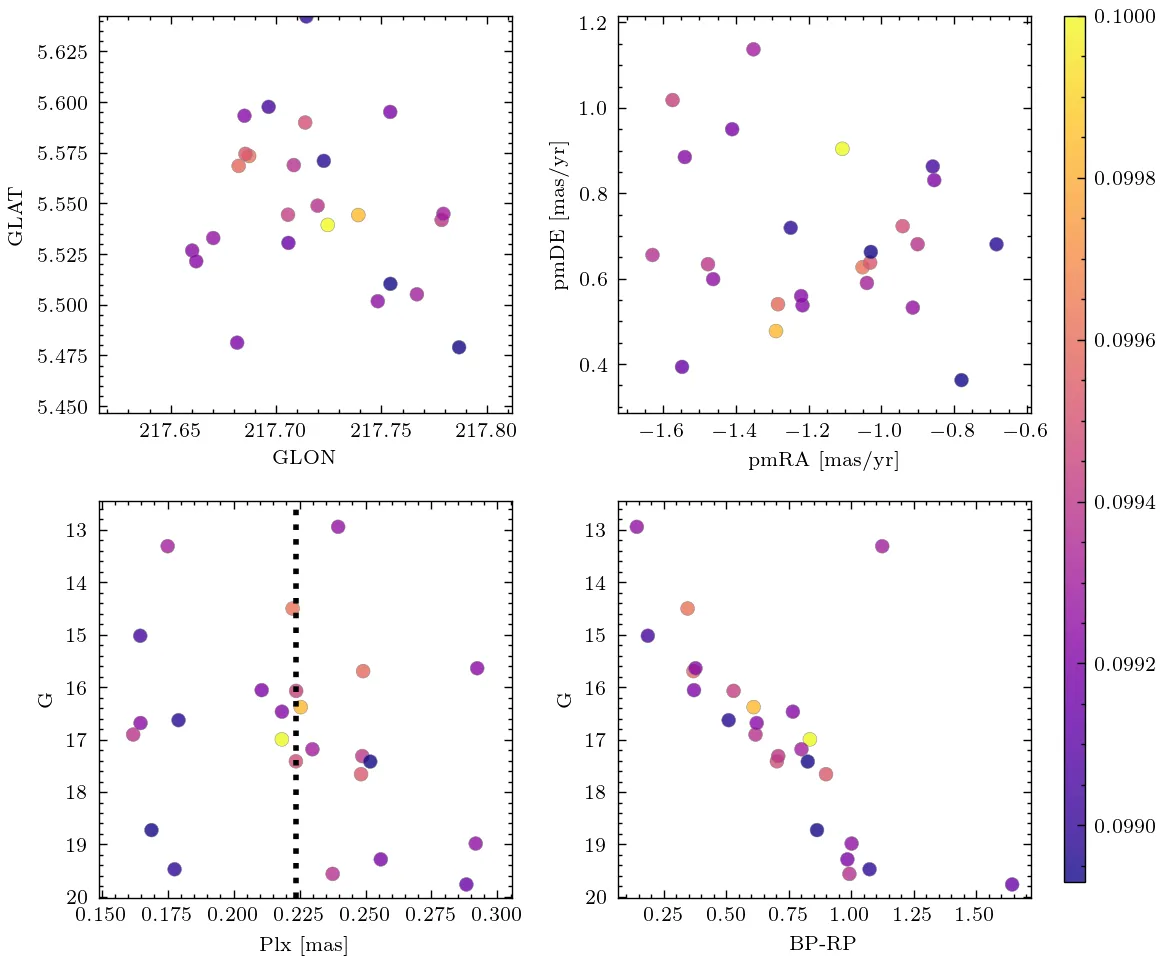 5.625
5.600
5.575
5.550
5.525
5.500
5.475
5.450
GLAT
217.65 217.70 217.75 217.80
GLON
1.2
1.0
0.8
0.6
0.4
pmDE [mas/yr]
−1.6 −1.4 −1.2 −1.0 −0.8 −0.6
pmRA [mas/yr]
0.1000
0.0998
0.0996
0.0994
0.0992
0.0990
13
14
15
16
17
18
19
20
G
0.150 0.175 0.200 0.225 0.250 0.275 0.300
Plx [mas]
13
14
15
16
17
18
19
20
G
0.25 0.50 0.75 1.00 1.25 1.50
BP-RP